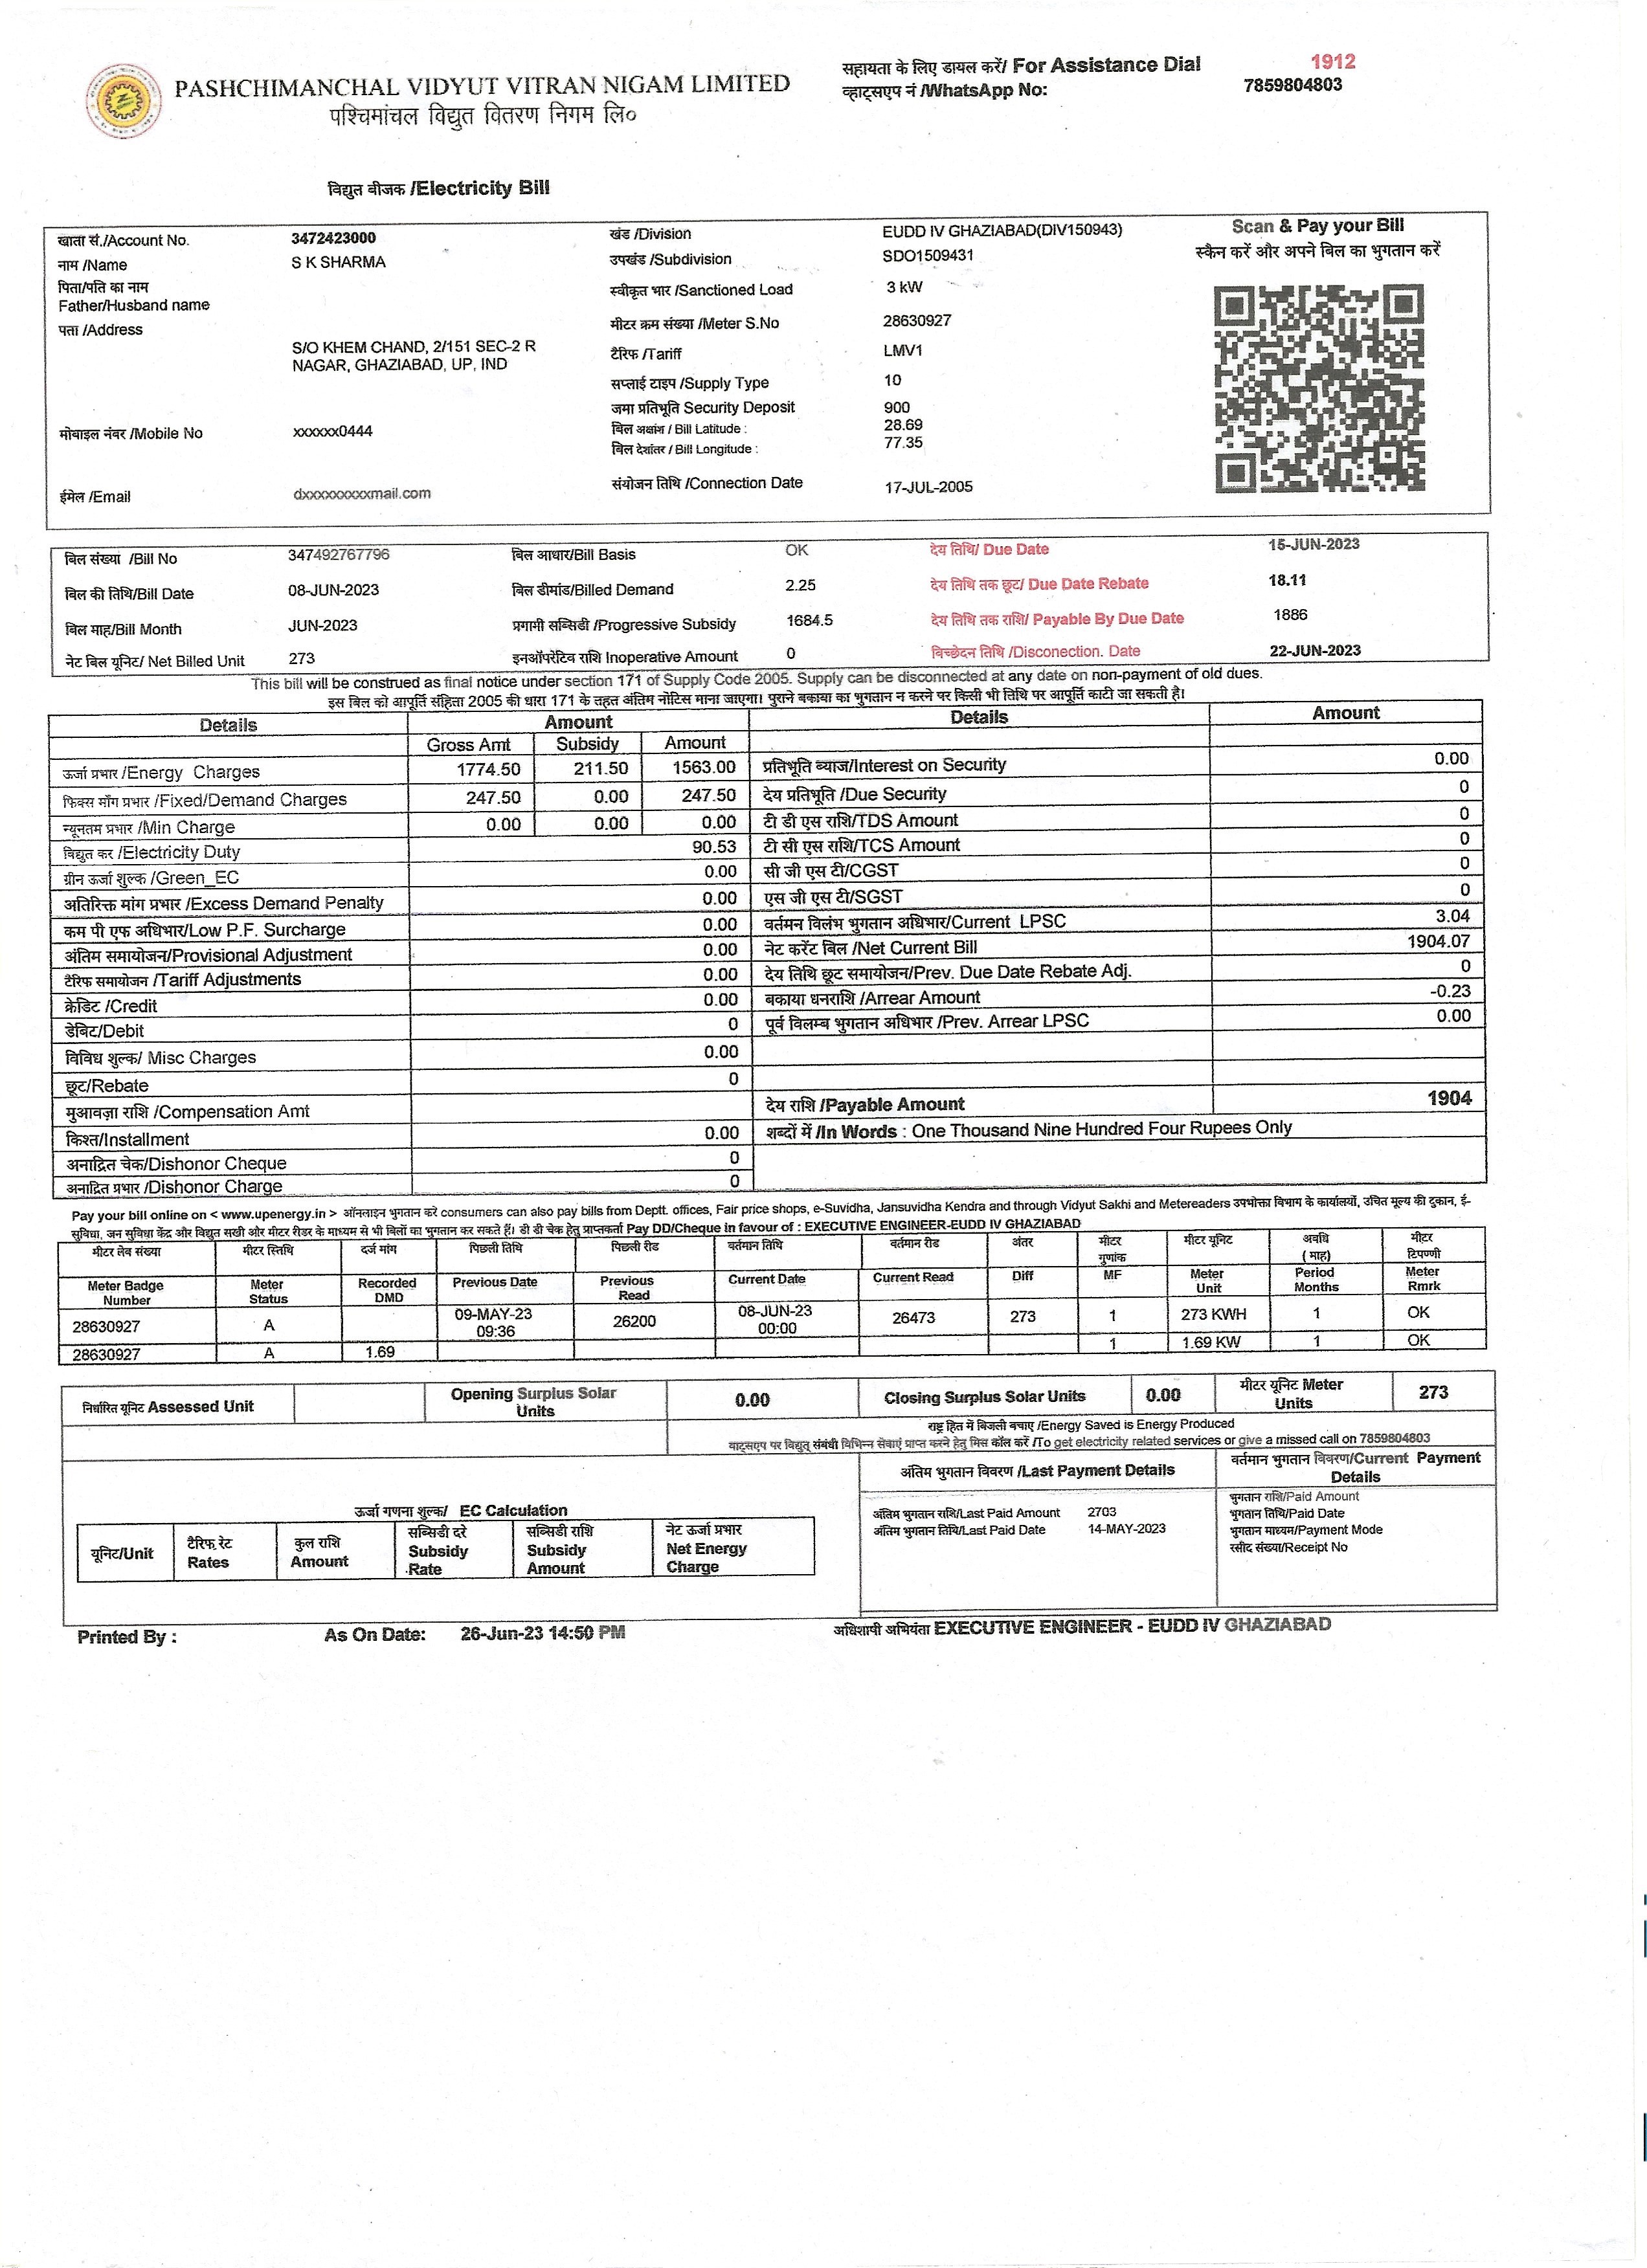 PASHCHIMANCHAL VIDYUT VITRAN NIGAM LIMITED
पश्चिमांचल विद्युत वितरण निगम लि०
सहायता के लिए डायल करें/ For Assistance Dial 1912
व्हाट्सएप नं /WhatsApp No: 7859804803
विद्युत बीजक /Electricity Bill
खाता सं./Account No. 3472423000 खंड /Division EUDD IV GHAZIABAD(DIV150943) Scan & Pay your Bill
नाम /Name S K SHARMA उपखंड /Subdivision SDO1509431 स्कैन करें और अपने बिल का भुगतान करें
पिता/पति का नाम
Father/Husband name स्वीकृत भार /Sanctioned Load 3 kW
पता /Address मीटर क्रम संख्या /Meter S.No 28630927
S/O KHEM CHAND, 2/151 SEC-2 R टैरिफ /Tariff LMV1
NAGAR, GHAZIABAD, UP, IND
सप्लाई टाइप /Supply Type 10
जमा प्रतिभूति Security Deposit 900
मोबाइल नंबर /Mobile No xxxxxx0444 बिल अक्षांश / Bill Latitude : 28.69
बिल देशांतर / Bill Longitude : 77.35
ईमेल /Email dxxxxxxxxxmail.com संयोजन तिथि /Connection Date 17-JUL-2005
बिल संख्या /Bill No 347492767796 बिल आधार/Bill Basis OK देय तिथि/ Due Date 15-JUN-2023
बिल की तिथि/Bill Date 08-JUN-2023 बिल डीमांड/Billed Demand 2.25 देय तिथि तक छूट/ Due Date Rebate 18.11
बिल माह/Bill Month JUN-2023 प्रगामी सब्सिडी /Progressive Subsidy 1684.5 देय तिथि तक राशि/ Payable By Due Date 1886
नेट बिल यूनिट/ Net Billed Unit 273 इनऑपरेटिव राशि Inoperative Amount 0 विच्छेदन तिथि /Disconection. Date 22-JUN-2023
This bill will be construed as final notice under section 171 of Supply Code 2005. Supply can be disconnected at any date on non-payment of old dues.
इस बिल को आपूर्ति संहिता 2005 की धारा 171 के तहत अंतिम नोटिस माना जाएगा। पुराने बकाया का भुगतान न करने पर किसी भी तिथि पर आपूर्ति काटी जा सकती है।
Details Amount Details Amount
Gross Amt Subsidy Amount
ऊर्जा प्रभार /Energy Charges 1774.50 211.50 1563.00 प्रतिभूति ब्याज/Interest on Security 0.00
फिक्स माँग प्रभार /Fixed/Demand Charges 247.50 0.00 247.50 देय प्रतिभूति /Due Security 0
न्यूनतम प्रभार /Min Charge 0.00 0.00 0.00 टी डी एस राशि/TDS Amount 0
विद्युत कर /Electricity Duty 90.53 टी सी एस राशि/TCS Amount 0
ग्रीन ऊर्जा शुल्क /Green_EC 0.00 सी जी एस टी/CGST 0
अतिरिक्त मांग प्रभार /Excess Demand Penalty 0.00 एस जी एस टी/SGST 0
कम पी एफ अधिभार/Low P.F. Surcharge 0.00 वर्तमन विलंभ भुगतान अधिभार/Current LPSC 3.04
अंतिम समायोजन/Provisional Adjustment 0.00 नेट करेंट बिल /Net Current Bill 1904.07
टैरिफ समायोजन /Tariff Adjustments 0.00 देय तिथि छूट समायोजन/Prev. Due Date Rebate Adj. 0
क्रेडिट /Credit 0.00 बकाया धनराशि /Arrear Amount -0.23
डेबिट/Debit 0 पूर्व विलम्ब भुगतान अधिभार /Prev. Arrear LPSC 0.00
विविध शुल्क/ Misc Charges 0.00
छूट/Rebate 0
मुआवज़ा राशि /Compensation Amt देय राशि /Payable Amount 1904
किश्त/Installment 0.00 शब्दों में /In Words : One Thousand Nine Hundred Four Rupees Only
अनाद्रित चेक/Dishonor Cheque 0
अनाद्रित प्रभार /Dishonor Charge 0
Pay your bill online on < www.upenergy.in > ऑनलाइन भुगतान करे consumers can also pay bills from Deptt. offices, Fair price shops, e-Suvidha, Jansuvidha Kendra and through Vidyut Sakhi and Metereaders उपभोक्ता विभाग के कार्यालयों, उचित मूल्य की दुकान, ई-
सुविधा, जन सुविधा केंद्र और विद्युत सखी और मीटर रीडर के माध्यम से भी बिलों का भुगतान कर सकते हैं। डी डी चेक हेतु प्राप्तकर्ता Pay DD/Cheque in favour of : EXECUTIVE ENGINEER-EUDD IV GHAZIABAD
मीटर लेव संख्या मीटर स्तिथि दर्ज मांग पिछली तिथि पिछली रीड वर्तमान तिथि वर्तमान रीड अंतर मीटर गुणांक मीटर यूनिट अवधि (माह) मीटर टिपण्णी
Meter Badge Number Meter Status Recorded DMD Previous Date Previous Read Current Date Current Read Diff MF Meter Unit Period Months Meter Rmrk
28630927 A 09-MAY-23 09:36 26200 08-JUN-23 00:00 26473 273 1 273 KWH 1 OK
28630927 A 1.69 1 1.69 KW 1 OK
निर्धारित यूनिट Assessed Unit Opening Surplus Solar Units 0.00 Closing Surplus Solar Units 0.00 मीटर यूनिट Meter Units 273
राष्ट्र हित में बिजली बचाए /Energy Saved is Energy Produced
वाट्सएप पर विद्युत् संबंधी विभिन्न सेवाएं प्राप्त करने हेतु मिस कॉल करें /To get electricity related services or give a missed call on 7859804803
अंतिम भुगतान विवरण /Last Payment Details वर्तमान भुगतान विवरण/Current Payment Details
अंतिम भुगतान राशि/Last Paid Amount 2703 भुगतान राशि/Paid Amount
अंतिम भुगतान तिथि/Last Paid Date 14-MAY-2023 भुगतान तिथि/Paid Date
भुगतान माध्यम/Payment Mode
रसीद संख्या/Receipt No
ऊर्जा गणना शुल्क/ EC Calculation
यूनिट/Unit टैरिफ रेट Rates कुल राशि Amount सब्सिडी दरे Subsidy Rate सब्सिडी राशि Subsidy Amount नेट ऊर्जा प्रभार Net Energy Charge
Printed By : As On Date: 26-Jun-23 14:50 PM अधिशापी अभियंता EXECUTIVE ENGINEER - EUDD IV GHAZIABAD